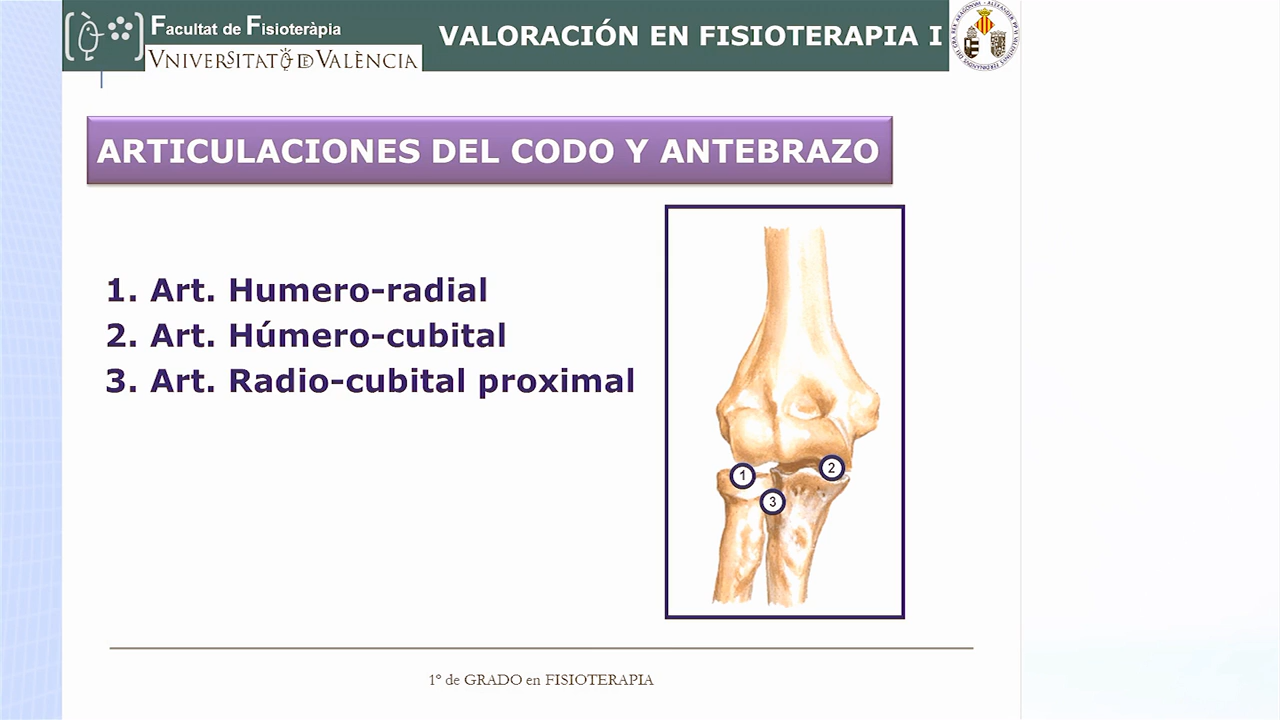 Facultat de Fisioteràpia
VNIVERSITAT DE VALÈNCIA
VALORACIÓN EN FISIOTERAPIA I
ARTICULACIONES DEL CODO Y ANTEBRAZO
1. Art. Humero-radial
2. Art. Húmero-cubital
3. Art. Radio-cubital proximal
1
2
3
1º de GRADO en FISIOTERAPIA